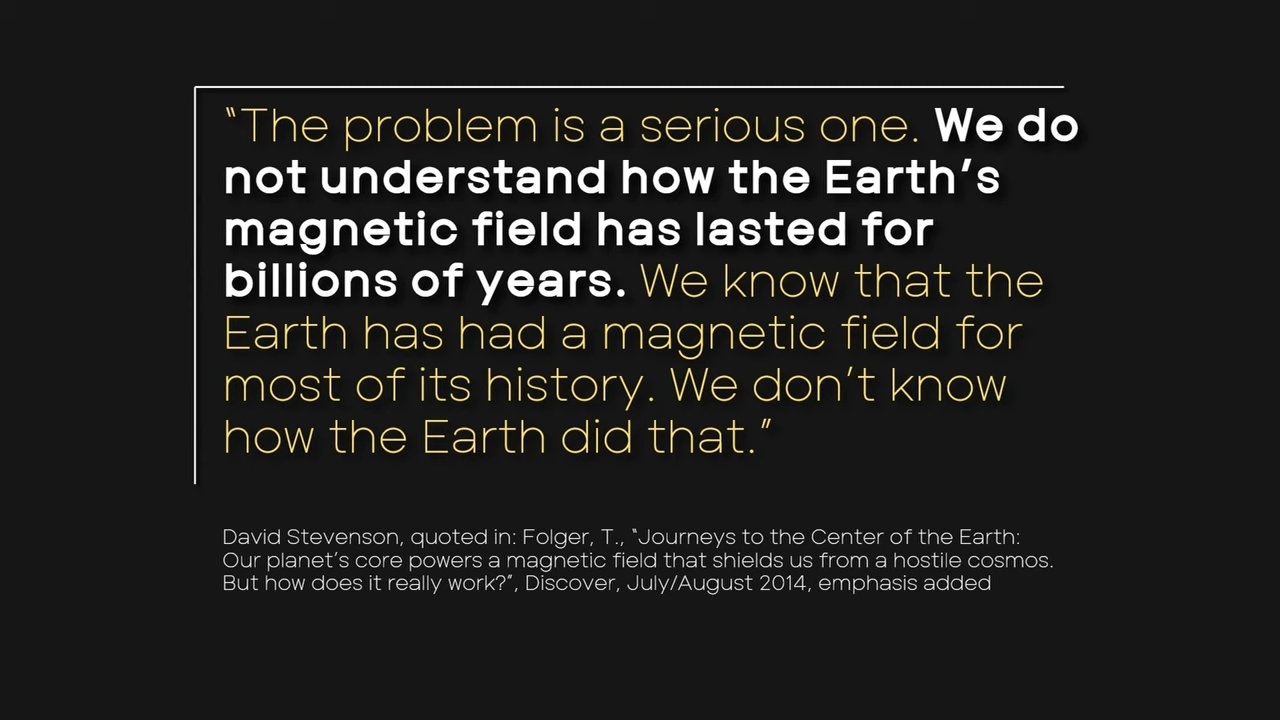 “The problem is a serious one. We do
not understand how the Earth’s
magnetic field has lasted for
billions of years. We know that the
Earth has had a magnetic field for
most of its history. We don’t know
how the Earth did that.”
David Stevenson, quoted in: Folger, T., “Journeys to the Center of the Earth:
Our planet’s core powers a magnetic field that shields us from a hostile cosmos.
But how does it really work?”, Discover, July/August 2014, emphasis added